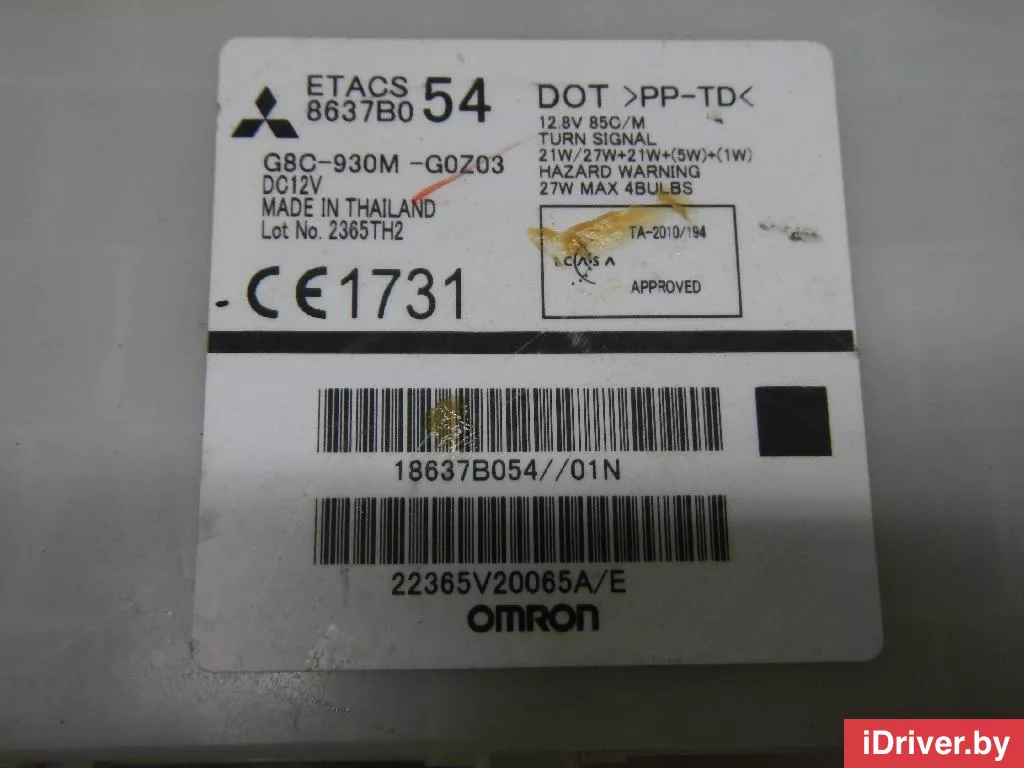 ETACS
8637B0 54
G8C-930M -G0Z03
DC12V
MADE IN THAILAND
Lot No. 2365TH2
CE1731
DOT >PP-TD<
12.8V 85C/M
TURN SIGNAL
21W/27W+21W+(5W)+(1W)
HAZARD WARNING
27W MAX 4BULBS
TA-2010/194
ICASA
APPROVED
18637B054//01N
22365V20065A/E
OMRON
iDriver.by